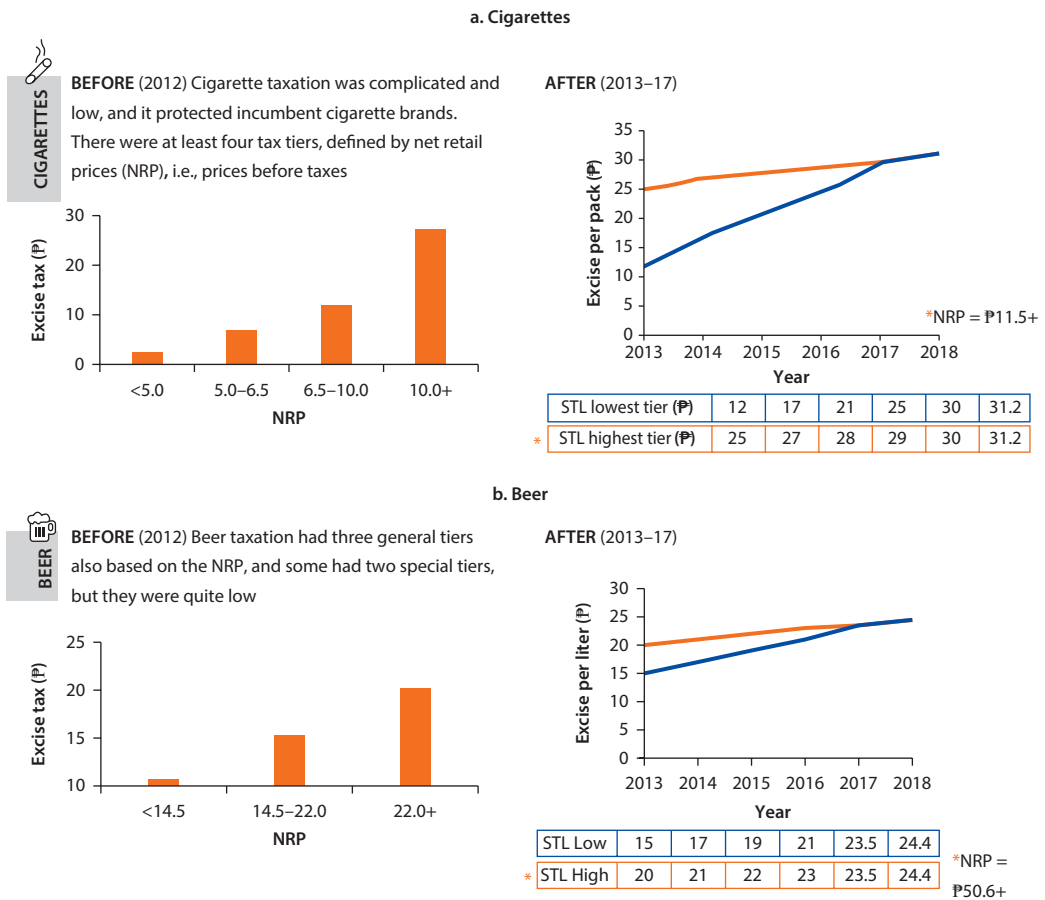 a. Cigarettes
CIGARETTES
BEFORE (2012) Cigarette taxation was complicated and
low, and it protected incumbent cigarette brands.
There were at least four tax tiers, defined by net retail
prices (NRP), i.e., prices before taxes
Excise tax (₱)
30
20
10
0
<5.0 5.0–6.5 6.5–10.0 10.0+
NRP
AFTER (2013–17)
Excise per pack (₱)
35
30
25
20
15
10
5
0
*NRP = ₱11.5+
2013 2014 2015 2016 2017 2018
Year
STL lowest tier (₱) 12 17 21 25 30 31.2
* STL highest tier (₱) 25 27 28 29 30 31.2
b. Beer
BEER
BEFORE (2012) Beer taxation had three general tiers
also based on the NRP, and some had two special tiers,
but they were quite low
Excise tax (₱)
25
20
15
10
<14.5 14.5–22.0 22.0+
NRP
AFTER (2013–17)
Excise per liter (₱)
30
25
20
15
10
5
0
2013 2014 2015 2016 2017 2018
Year
STL Low 15 17 19 21 23.5 24.4
* STL High 20 21 22 23 23.5 24.4
*NRP =
₱50.6+